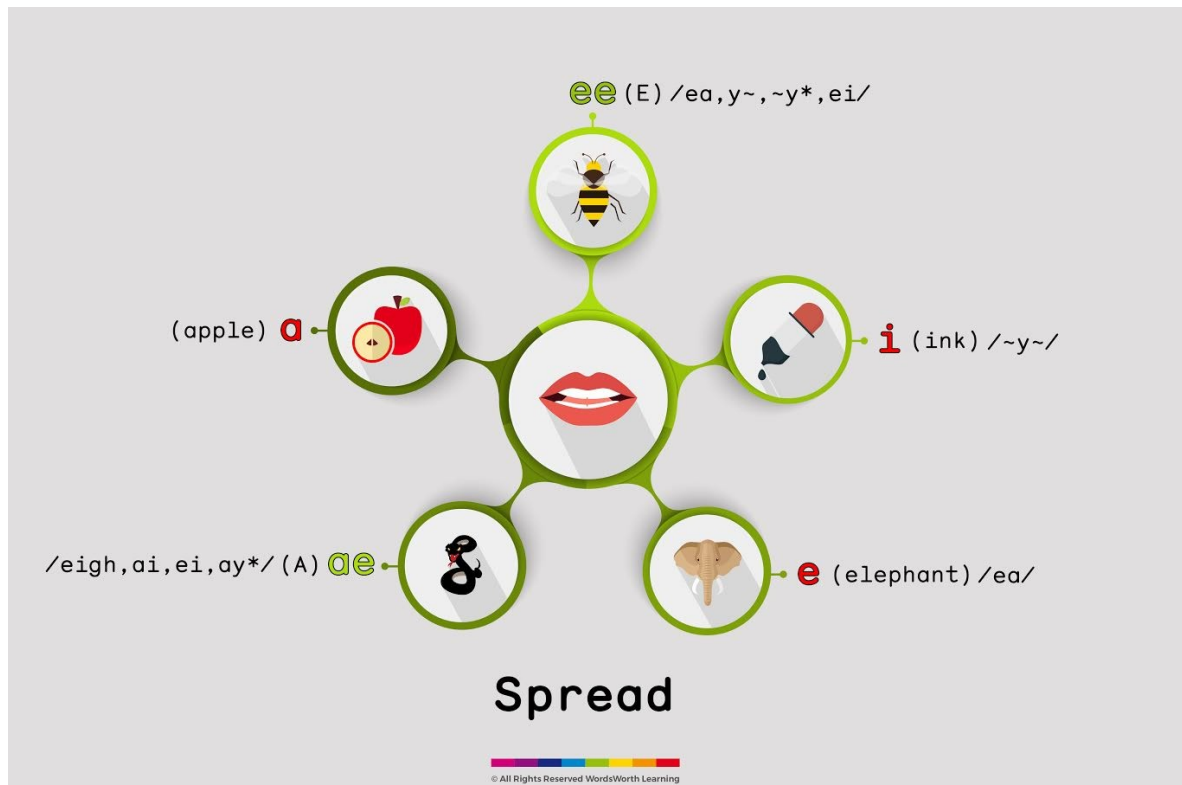 ee (E) /ea,y~,~y*,ei/
(apple) a
i (ink) /~y~/
/eigh,ai,ei,ay*/ (A) ae
e (elephant) /ea/
Spread
© All Rights Reserved WordsWorth Learning